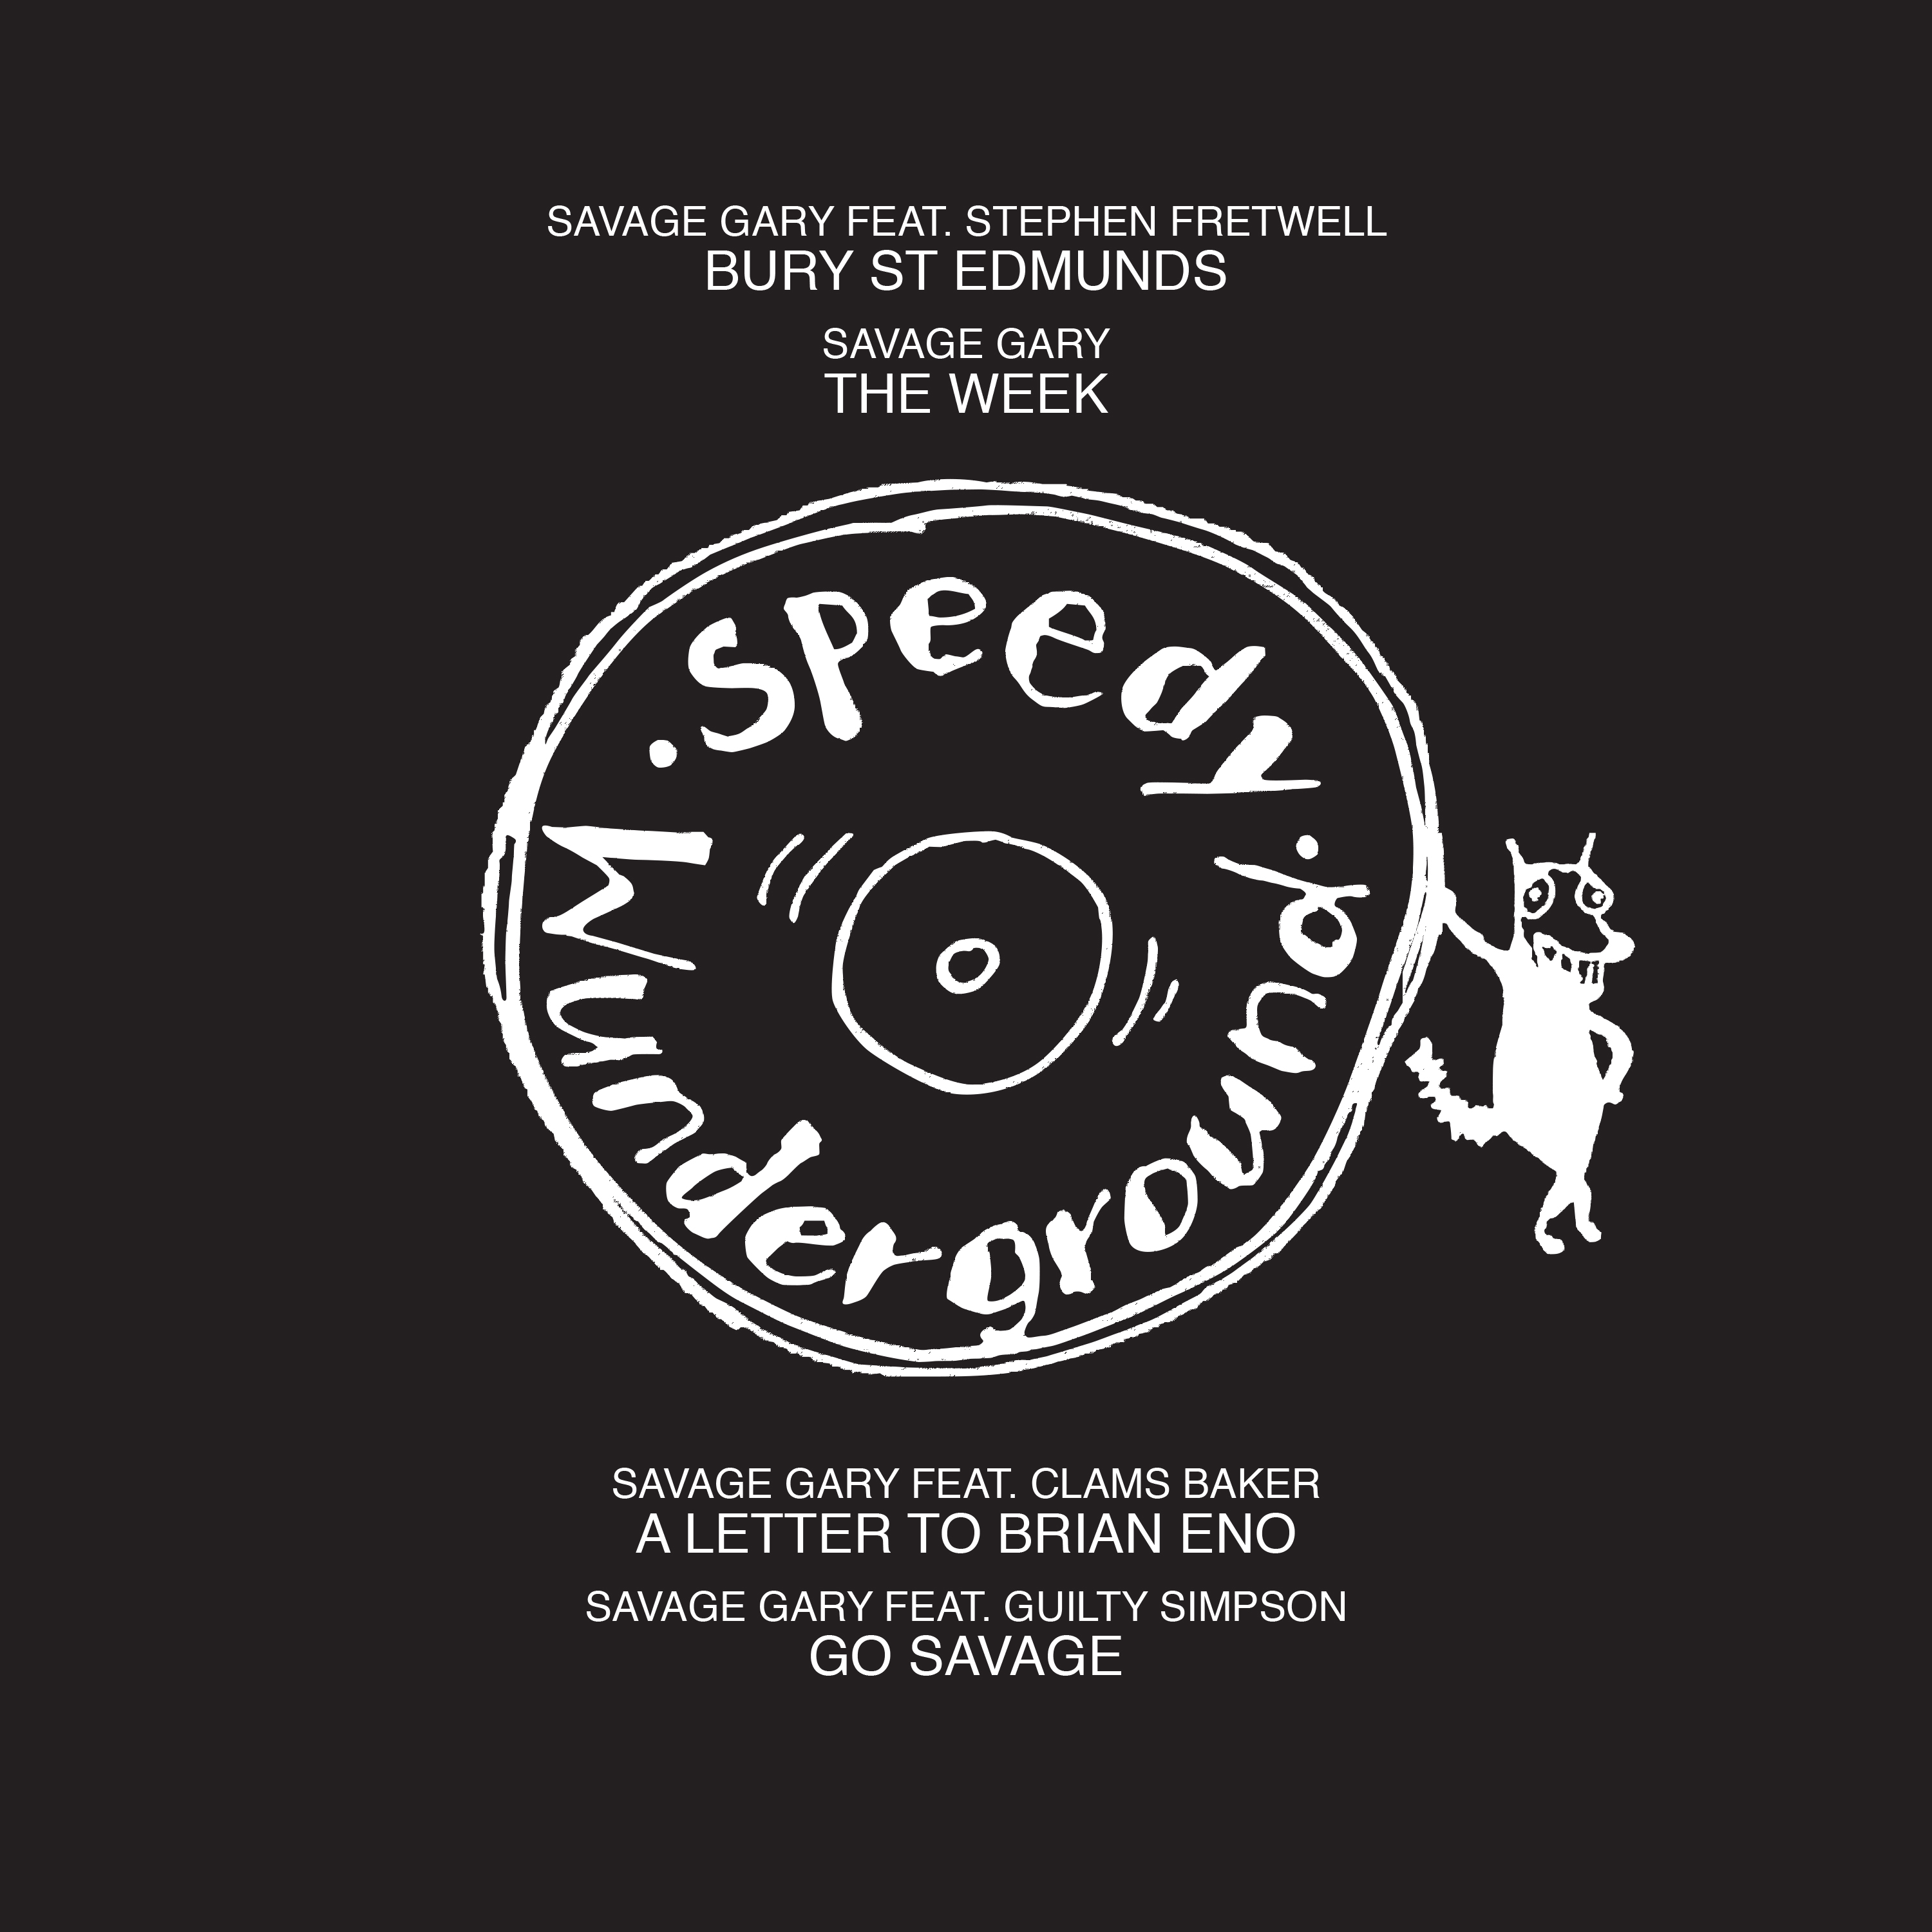 SAVAGE GARY FEAT. STEPHEN FRETWELL
BURY ST EDMUNDS
SAVAGE GARY
THE WEEK
.Speedy.
Wunderground
SAVAGE GARY FEAT. CLAMS BAKER
A LETTER TO BRIAN ENO
SAVAGE GARY FEAT. GUILTY SIMPSON
GO SAVAGE